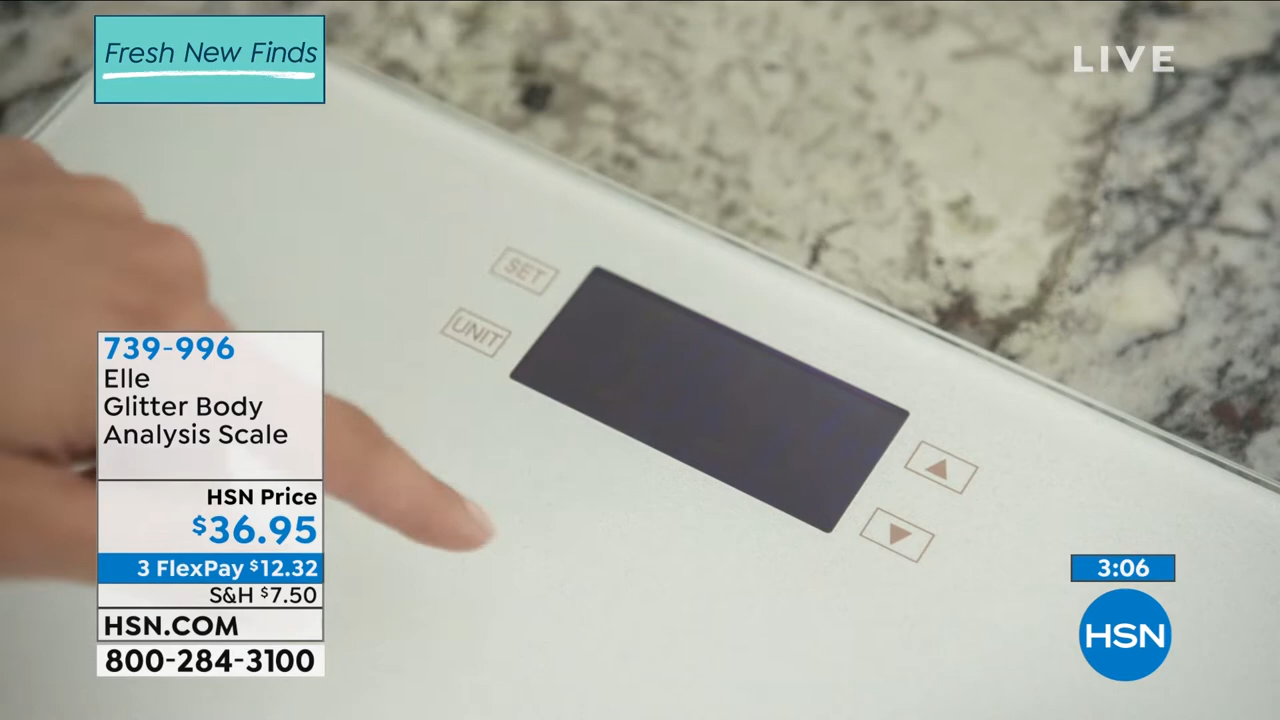 Fresh New Finds
LIVE
SET
UNIT
739-996
Elle
Glitter Body
Analysis Scale
HSN Price
$36.95
3 FlexPay $12.32
S&H $7.50
HSN.COM
800-284-3100
3:06
HSN